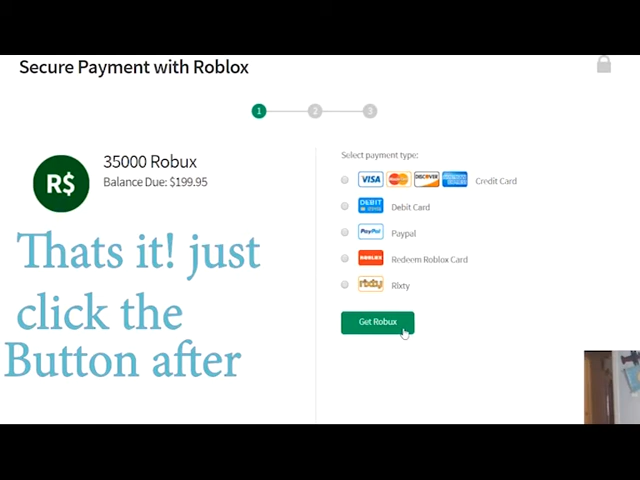 Secure Payment with Roblox
1 2 3
R$
35000 Robux
Balance Due: $199.95
Select payment type:
VISA MasterCard DISCOVER Credit Card
DEBIT Debit Card
PayPal Paypal
ROBLOX Redeem Roblox Card
rixty Rixty
Get Robux
Thats it! just
click the
Button after